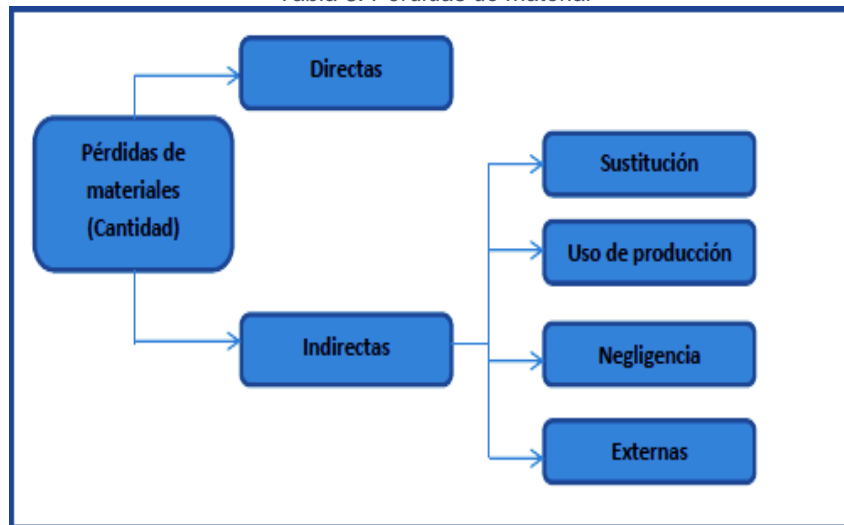 Directas
Pérdidas de
materiales
(Cantidad)
Sustitución
Uso de producción
Indirectas
Negligencia
Externas